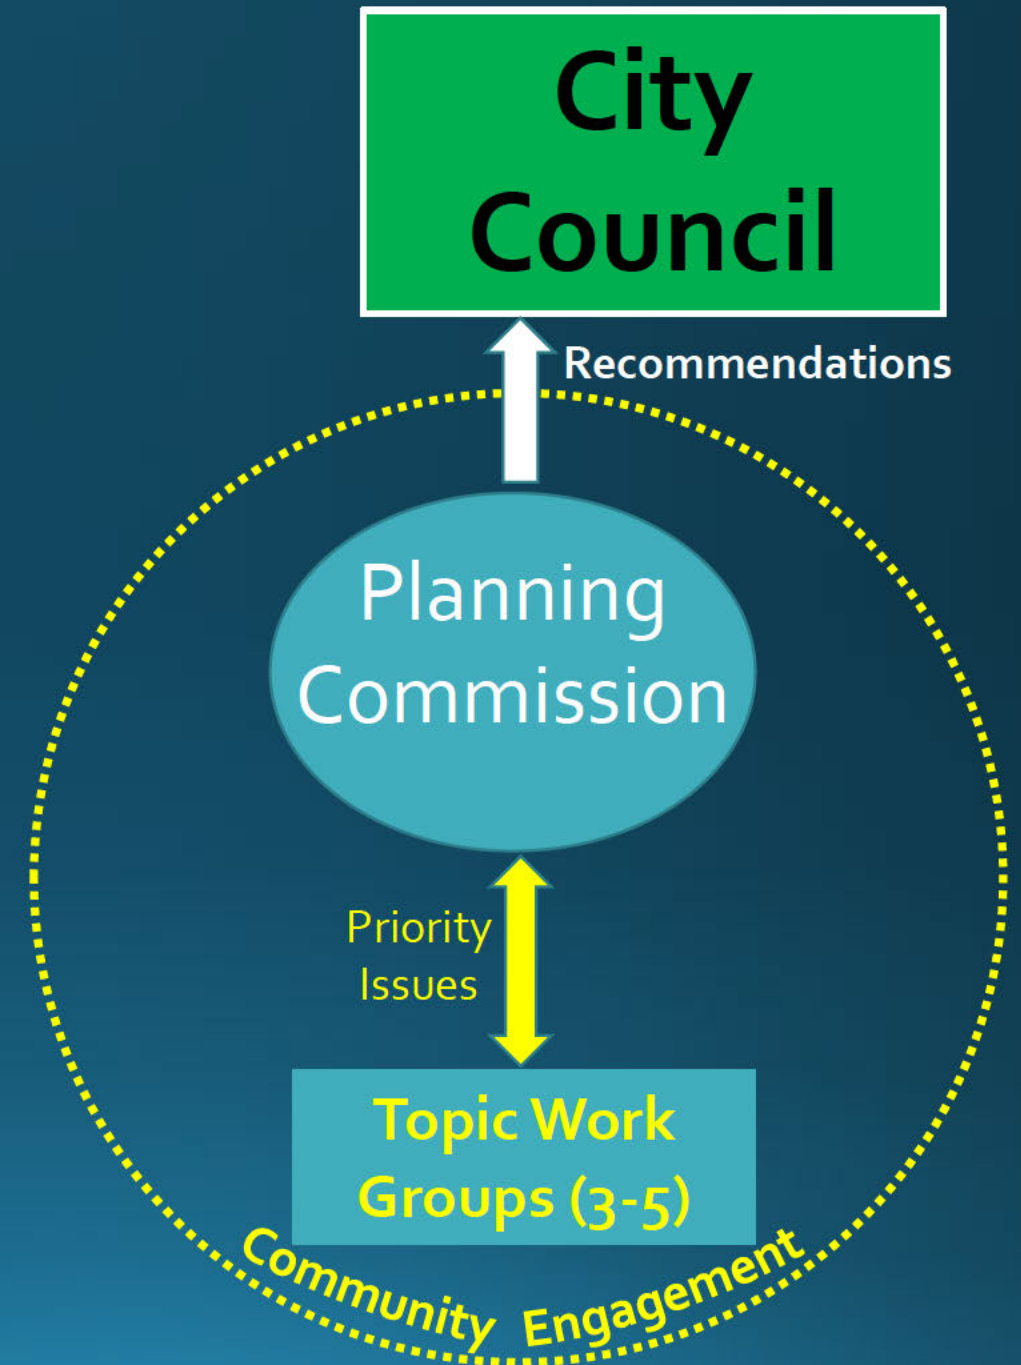 City
Council
Recommendations
Planning
Commission
Priority
Issues
Topic Work
Groups (3-5)
Community Engagement